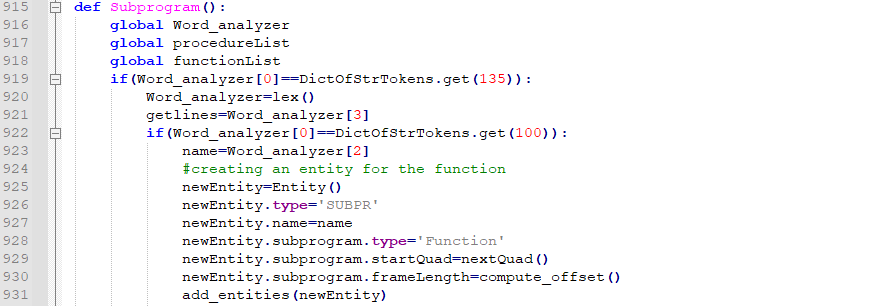 915 def Subprogram():
916 global Word_analyzer
917 global procedureList
918 global functionList
919 if(Word_analyzer[0]==DictOfStrTokens.get(135)):
920 Word_analyzer=lex()
921 getlines=Word_analyzer[3]
922 if(Word_analyzer[0]==DictOfStrTokens.get(100)):
923 name=Word_analyzer[2]
924 #creating an entity for the function
925 newEntity=Entity()
926 newEntity.type='SUBPR'
927 newEntity.name=name
928 newEntity.subprogram.type='Function'
929 newEntity.subprogram.startQuad=nextQuad()
930 newEntity.subprogram.frameLength=compute_offset()
931 add_entities(newEntity)